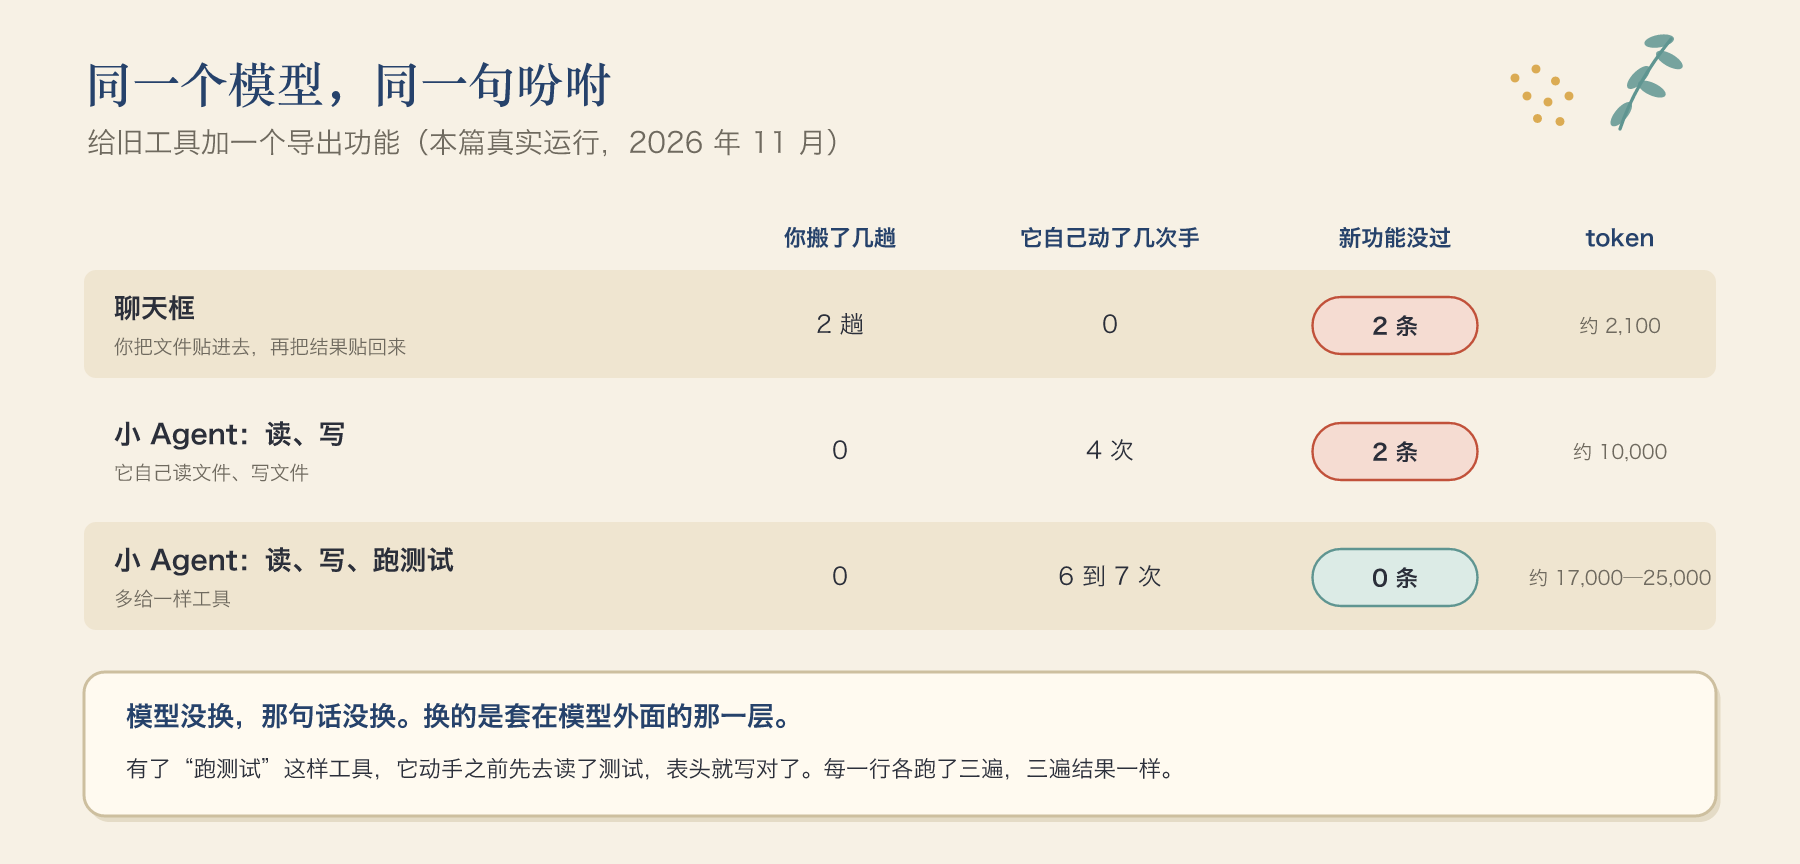 同一个模型，同一句吩咐
给旧工具加一个导出功能（本篇真实运行，2026 年 11 月）
你搬了几趟 它自己动了几次手 新功能没过 token
聊天框
你把文件贴进去，再把结果贴回来
2 趟 0 2 条 约 2,100
小 Agent：读、写
它自己读文件、写文件
0 4 次 2 条 约 10,000
小 Agent：读、写、跑测试
多给一样工具
0 6 到 7 次 0 条 约 17,000—25,000
模型没换，那句话没换。换的是套在模型外面的那一层。
有了“跑测试”这样工具，它动手之前先去读了测试，表头就写对了。每一行各跑了三遍，三遍结果一样。